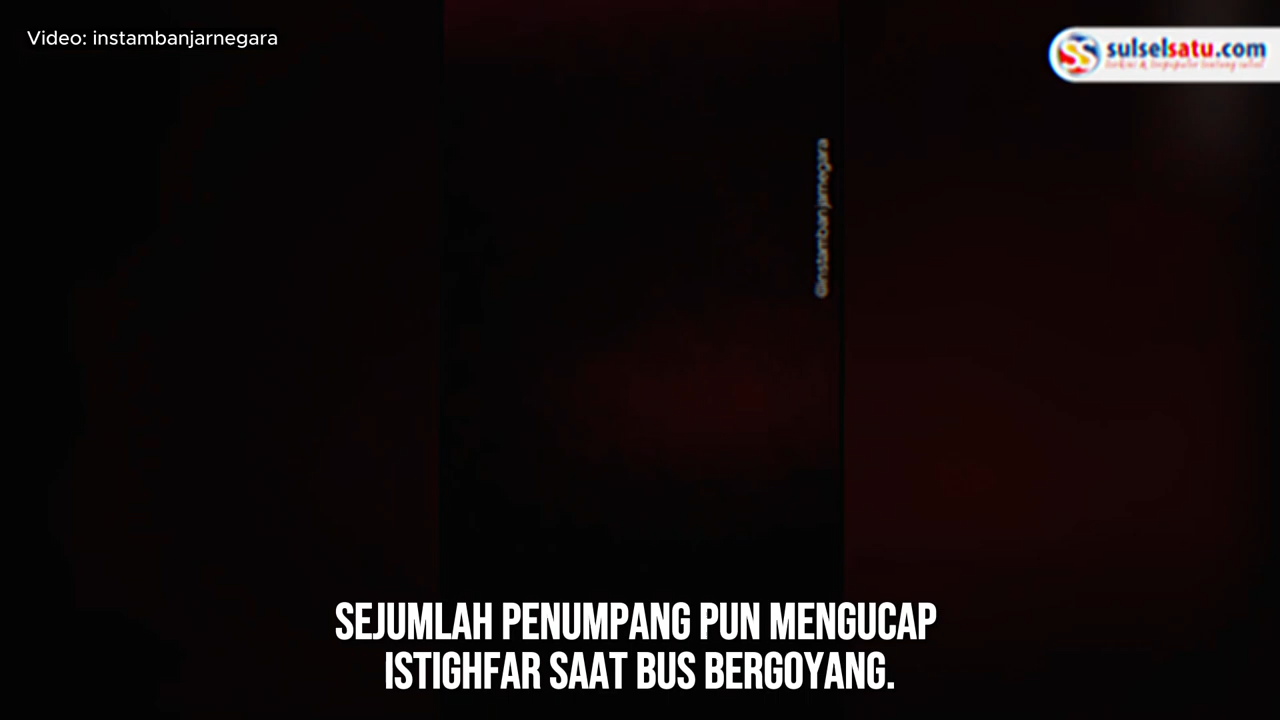 Video: instambanjarnegara
sulselsatu.com
@instambanjarnegara
SEJUMLAH PENUMPANG PUN MENGUCAP
ISTIGHFAR SAAT BUS BERGOYANG.